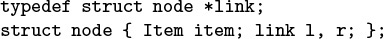 typedef struct node *link;
struct node { Item item; link l, r; };